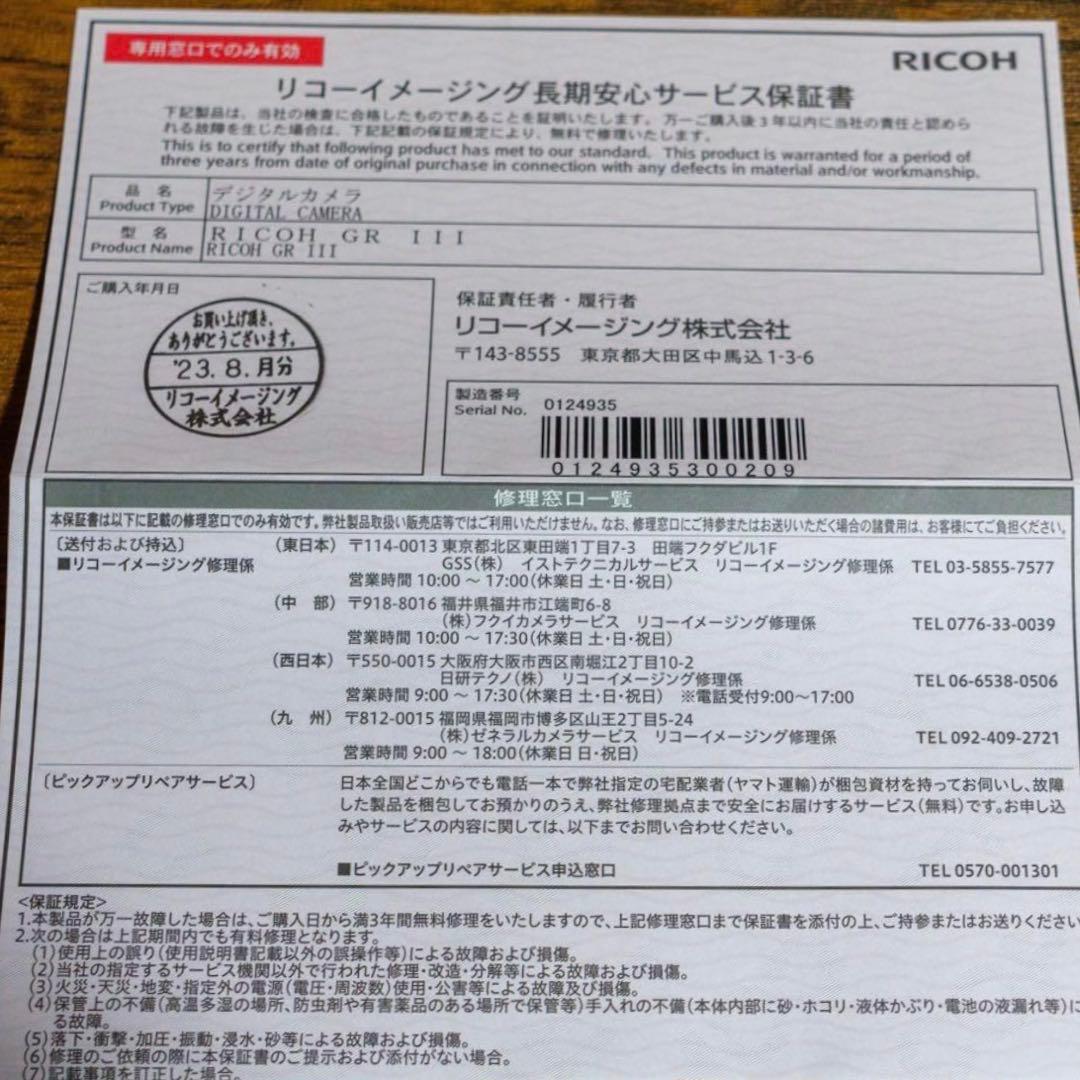 専用窓口でのみ有効
RICOH
リコーイメージング長期安心サービス保証書
下記製品は、当社の検査に合格したものであることを証明いたします。万一ご購入後3年以内に当社の責任と認めら
れる故障を生じた場合は、下記記載の保証規定により、無料で修理いたします。
This is to certify that following product has met to our standard. This product is warranted for a period of
three years from date of original purchase in connection with any defects in material and/or workmanship.
品 名 デジタルカメラ
Product Type DIGITAL CAMERA
型 名 RICOH GR III
Product Name RICOH GR III
ご購入年月日
お買い上げ頂き、
ありがとうございます。
'23.8.月分
リコーイメージング
株式会社
保証責任者・履行者
リコーイメージング株式会社
〒143-8555 東京都大田区中馬込1-3-6
製造番号
Serial No. 0124935
0124935300209
修理窓口一覧
本保証書は以下に記載の修理窓口でのみ有効です。弊社製品取扱い販売店等ではご利用いただけません。なお、修理窓口にご持参またはお送りいただく場合の諸費用は、お客様にてご負担ください。
〔送付および持込〕 (東日本) 〒114-0013 東京都北区東田端1丁目7-3 田端フクダビル1F
■リコーイメージング修理係 GSS(株) イストテクニカルサービス リコーイメージング修理係 TEL 03-5855-7577
営業時間 10:00 ～ 17:00(休業日 土・日・祝日)
(中 部) 〒918-8016 福井県福井市江端町6-8
(株)フクイカメラサービス リコーイメージング修理係 TEL 0776-33-0039
営業時間 10:00 ～ 17:30(休業日 土・日・祝日)
(西日本) 〒550-0015 大阪府大阪市西区南堀江2丁目10-2
日研テクノ(株) リコーイメージング修理係 TEL 06-6538-0506
営業時間 9:00 ～ 17:30(休業日 土・日・祝日) ※電話受付9:00～17:00
(九 州) 〒812-0015 福岡県福岡市博多区山王2丁目5-24
(株)ゼネラルカメラサービス リコーイメージング修理係 TEL 092-409-2721
営業時間 9:00 ～ 18:00(休業日 日・祝日)
〔ピックアップリペアサービス〕 日本全国どこからでも電話一本で弊社指定の宅配業者(ヤマト運輸)が梱包資材を持ってお伺いし、故障
した製品を梱包してお預かりのうえ、弊社修理拠点まで安全にお届けするサービス(無料)です。お申し込
みやサービスの内容に関しては、以下までお問い合わせください。
■ピックアップリペアサービス申込窓口 TEL 0570-001301
<保証規定>
1.本製品が万一故障した場合は、ご購入日から満3年間無料修理をいたしますので、上記修理窓口まで保証書を添付の上、ご持参またはお送りください
2.次の場合は上記期間内でも有料修理となります。
(1)使用上の誤り(使用説明書記載以外の誤操作等)による故障および損傷。
(2)当社の指定するサービス機関以外で行われた修理・改造・分解等による故障および損傷。
(3)火災・天災・地変・指定外の電源(電圧・周波数)使用・公害等による故障及び損傷。
(4)保管上の不備(高温多湿の場所、防虫剤や有害薬品のある場所で保管等)手入れの不備(本体内部に砂・ホコリ・液体かぶり・電池の液漏れ等)に
る故障。
(5)落下・衝撃・加圧・振動・浸水・砂等による故障および損傷。
(6)修理のご依頼の際に本保証書のご提示および添付がない場合。
(7)記載事項を訂正した場合。